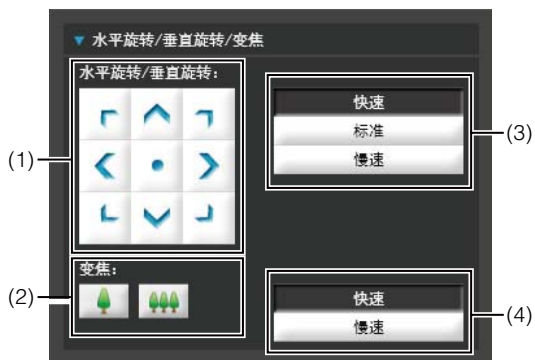 水平旋转/垂直旋转/变焦
水平旋转/垂直旋转:
(1)
快速
标准
慢速
(3)
变焦:
(2)
快速
慢速
(4)